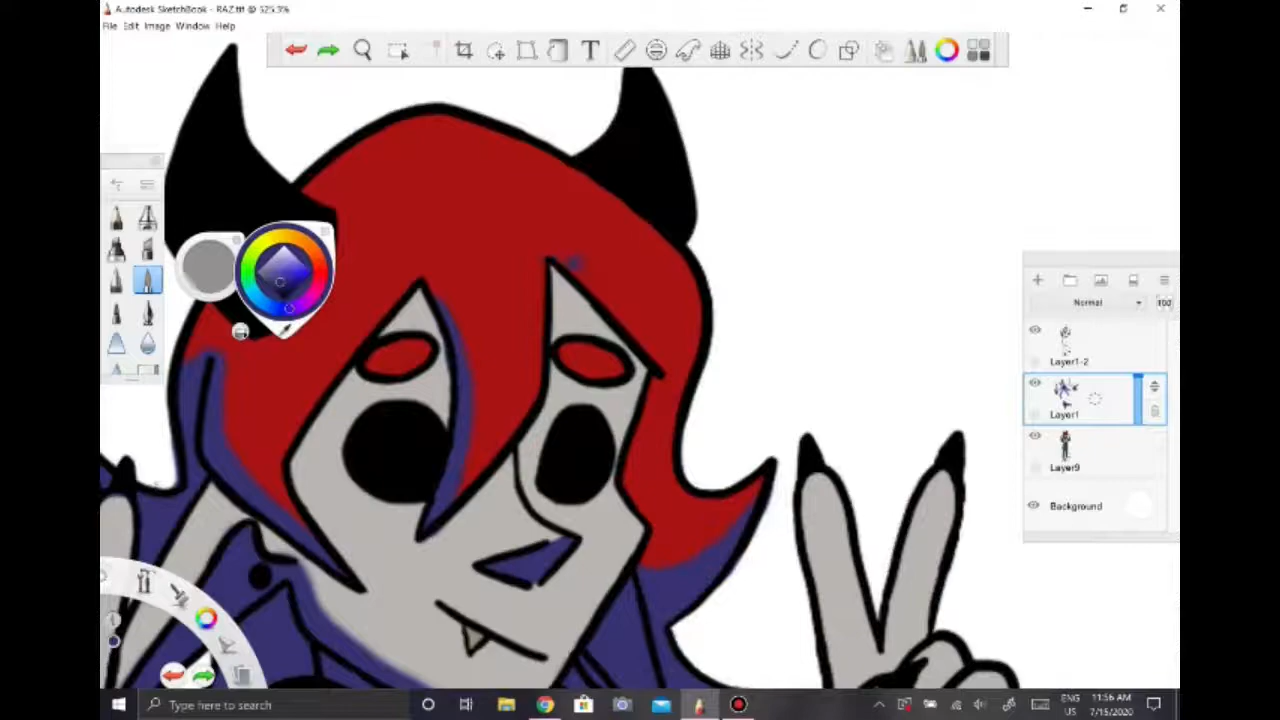 Autodesk SketchBook - RAZ.tif @ 525.3%
File Edit Image Window Help
T
Normal
100
Layer1-2
Layer1
Layer9
Background
Type here to search
ENG
US
11:56 AM
7/15/2020